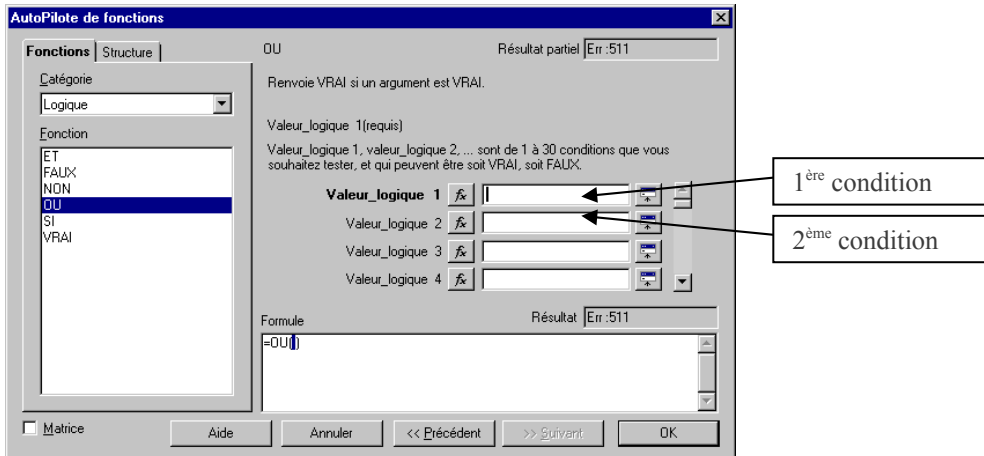 AutoPilote de fonctions
Fonctions Structure
Catégorie
Logique
Fonction
ET
FAUX
NON
OU
SI
VRAI
OU
Résultat partiel Err :511
Renvoie VRAI si un argument est VRAI.
Valeur_logique 1(requis)
Valeur_logique 1, valeur_logique 2, ... sont de 1 à 30 conditions que vous
souhaitez tester, et qui peuvent être soit VRAI, soit FAUX.
Valeur_logique 1
Valeur_logique 2
Valeur_logique 3
Valeur_logique 4
1ère condition
2ème condition
Formule
Résultat Err :511
=OU()
Matrice
Aide
Annuler
<< Précédent
>> Suivant
OK